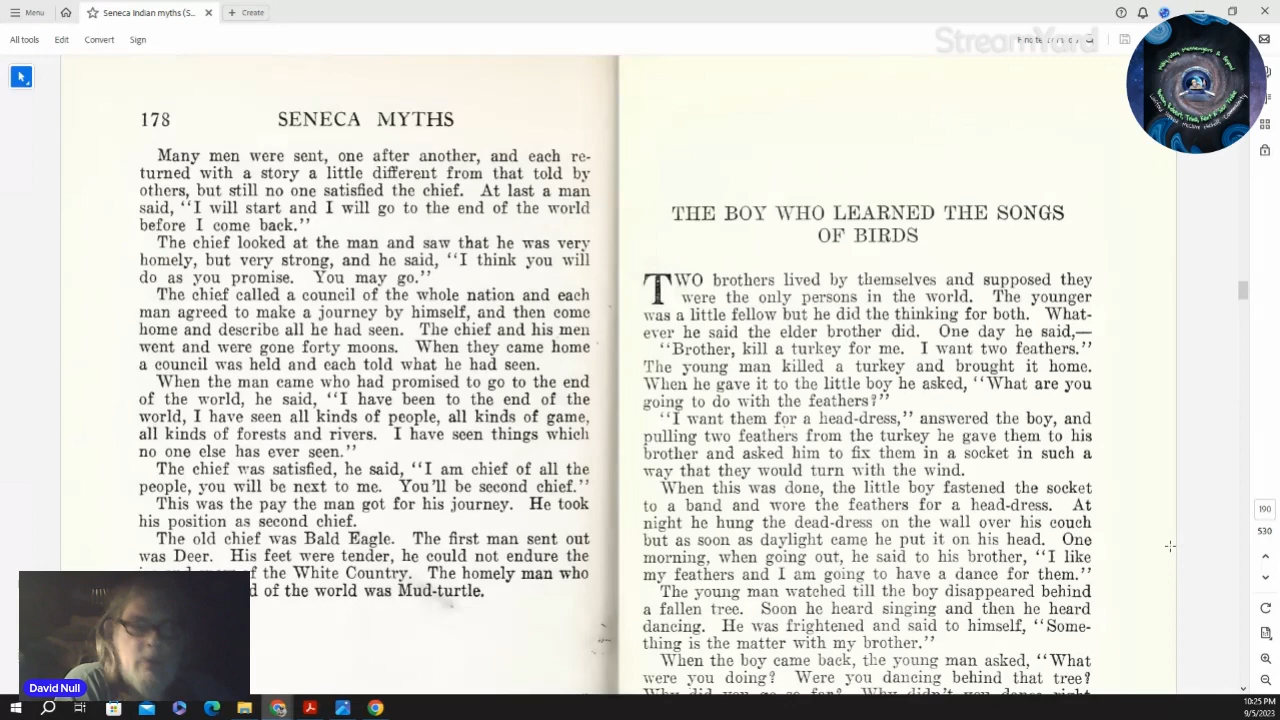 Menu
Seneca Indian myths (S...
Create
All tools
Edit
Convert
Sign
StreamYard
178 SENECA MYTHS
Many men were sent, one after another, and each re-
turned with a story a little different from that told by
others, but still no one satisfied the chief. At last a man
said, "I will start and I will go to the end of the world
before I come back."
The chief looked at the man and saw that he was very
homely, but very strong, and he said, "I think you will
do as you promise. You may go."
The chief called a council of the whole nation and each
man agreed to make a journey by himself, and then come
home and describe all he had seen. The chief and his men
went and were gone forty moons. When they came home
a council was held and each told what he had seen.
When the man came who had promised to go to the end
of the world, he said, "I have been to the end of the
world, I have seen all kinds of people, all kinds of game,
all kinds of forests and rivers. I have seen things which
no one else has ever seen."
The chief was satisfied, he said, "I am chief of all the
people, you will be next to me. You'll be second chief."
This was the pay the man got for his journey. He took
his position as second chief.
The old chief was Bald Eagle. The first man sent out
was Deer. His feet were tender, he could not endure the
of the White Country. The homely man who
of the world was Mud-turtle.
THE BOY WHO LEARNED THE SONGS
OF BIRDS
TWO brothers lived by themselves and supposed they
were the only persons in the world. The younger
was a little fellow but he did the thinking for both. What-
ever he said the elder brother did. One day he said,—
"Brother, kill a turkey for me. I want two feathers."
The young man killed a turkey and brought it home.
When he gave it to the little boy he asked, "What are you
going to do with the feathers?"
"I want them for a head-dress," answered the boy, and
pulling two feathers from the turkey he gave them to his
brother and asked him to fix them in a socket in such a
way that they would turn with the wind.
When this was done, the little boy fastened the socket
to a band and wore the feathers for a head-dress. At
night he hung the dead-dress on the wall over his couch
but as soon as daylight came he put it on his head. One
morning, when going out, he said to his brother, "I like
my feathers and I am going to have a dance for them."
The young man watched till the boy disappeared behind
a fallen tree. Soon he heard singing and then he heard
dancing. He was frightened and said to himself, "Some-
thing is the matter with my brother."
When the boy came back, the young man asked, "What
were you doing? Were you dancing behind that tree?
Why did you go so far? Why didn't you dance right
190
530
David Null
10:25 PM
9/5/2023